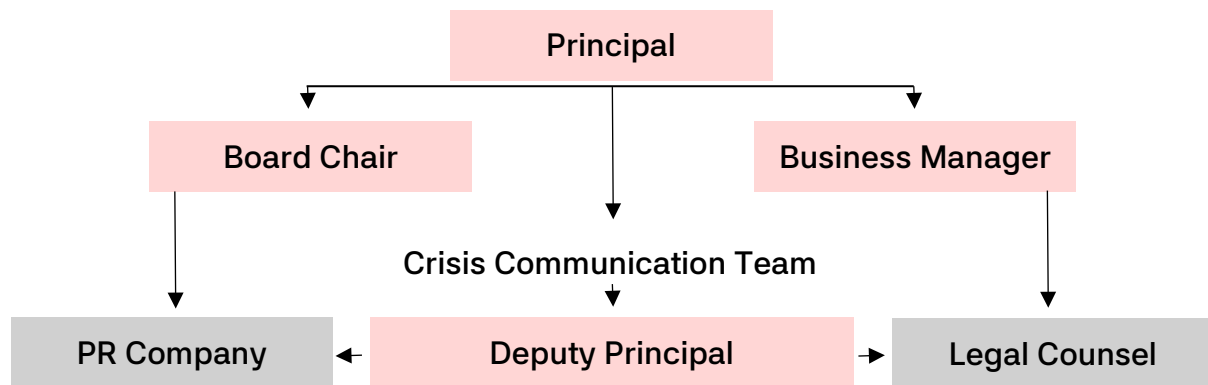 Principal
Board Chair
Business Manager
Crisis Communication Team
PR Company
Deputy Principal
Legal Counsel